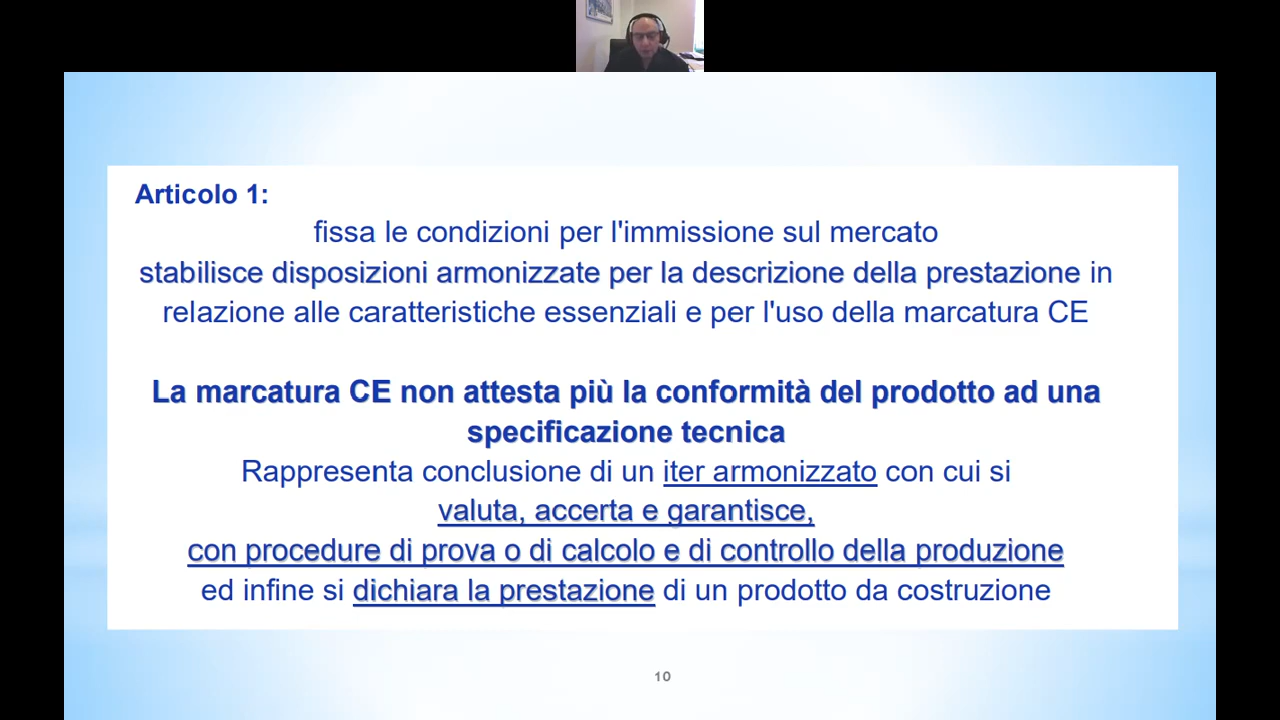 Articolo 1:
fissa le condizioni per l'immissione sul mercato
stabilisce disposizioni armonizzate per la descrizione della prestazione in
relazione alle caratteristiche essenziali e per l'uso della marcatura CE
La marcatura CE non attesta più la conformità del prodotto ad una
specificazione tecnica
Rappresenta conclusione di un iter armonizzato con cui si
valuta, accerta e garantisce,
con procedure di prova o di calcolo e di controllo della produzione
ed infine si dichiara la prestazione di un prodotto da costruzione
10